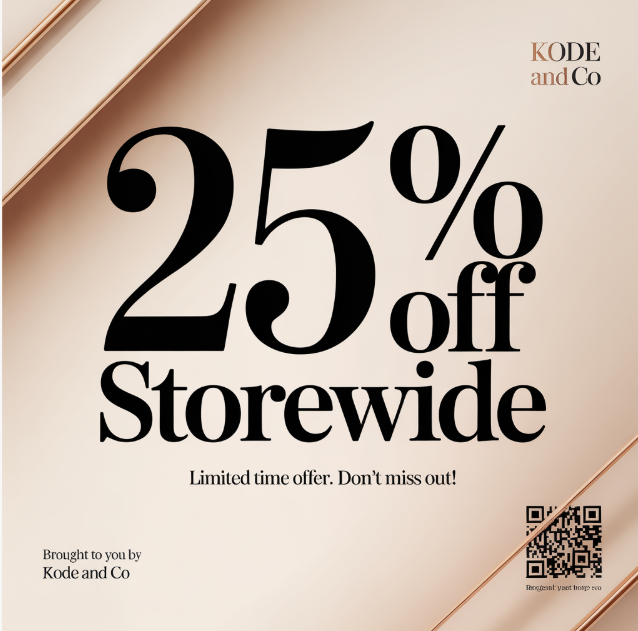 KODE
and Co
25%
off
Storewide
Limited time offer. Don't miss out!
Brought to you by
Kode and Co